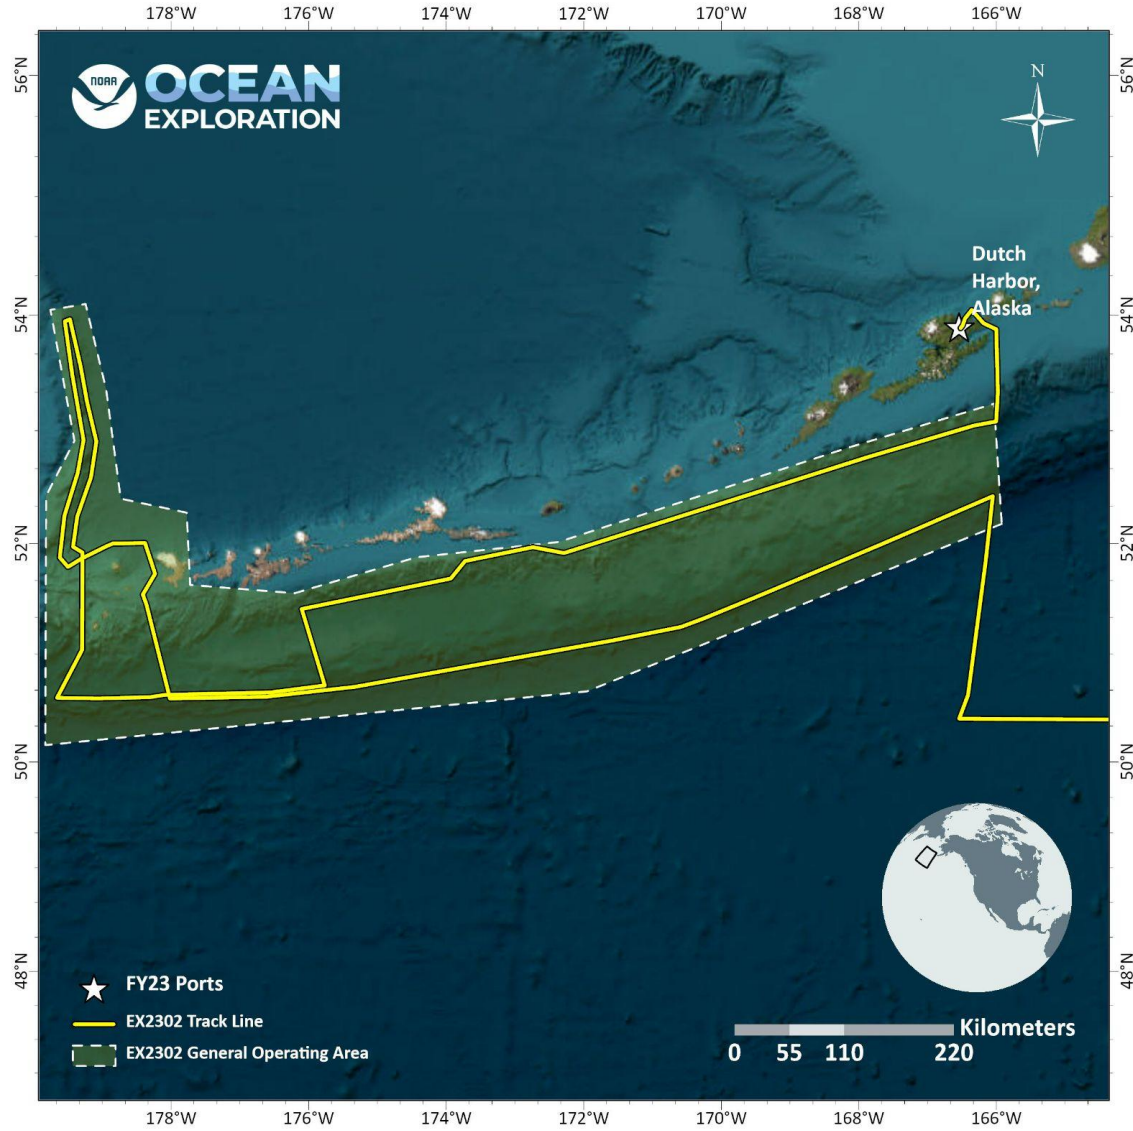 178°W 176°W 174°W 172°W 170°W 168°W 166°W
56°N 56°N
NOAA
OCEAN
EXPLORATION
N
Dutch
Harbor,
Alaska
54°N 54°N
52°N 52°N
50°N 50°N
48°N 48°N
FY23 Ports
EX2302 Track Line
EX2302 General Operating Area
Kilometers
0 55 110 220
178°W 176°W 174°W 172°W 170°W 168°W 166°W